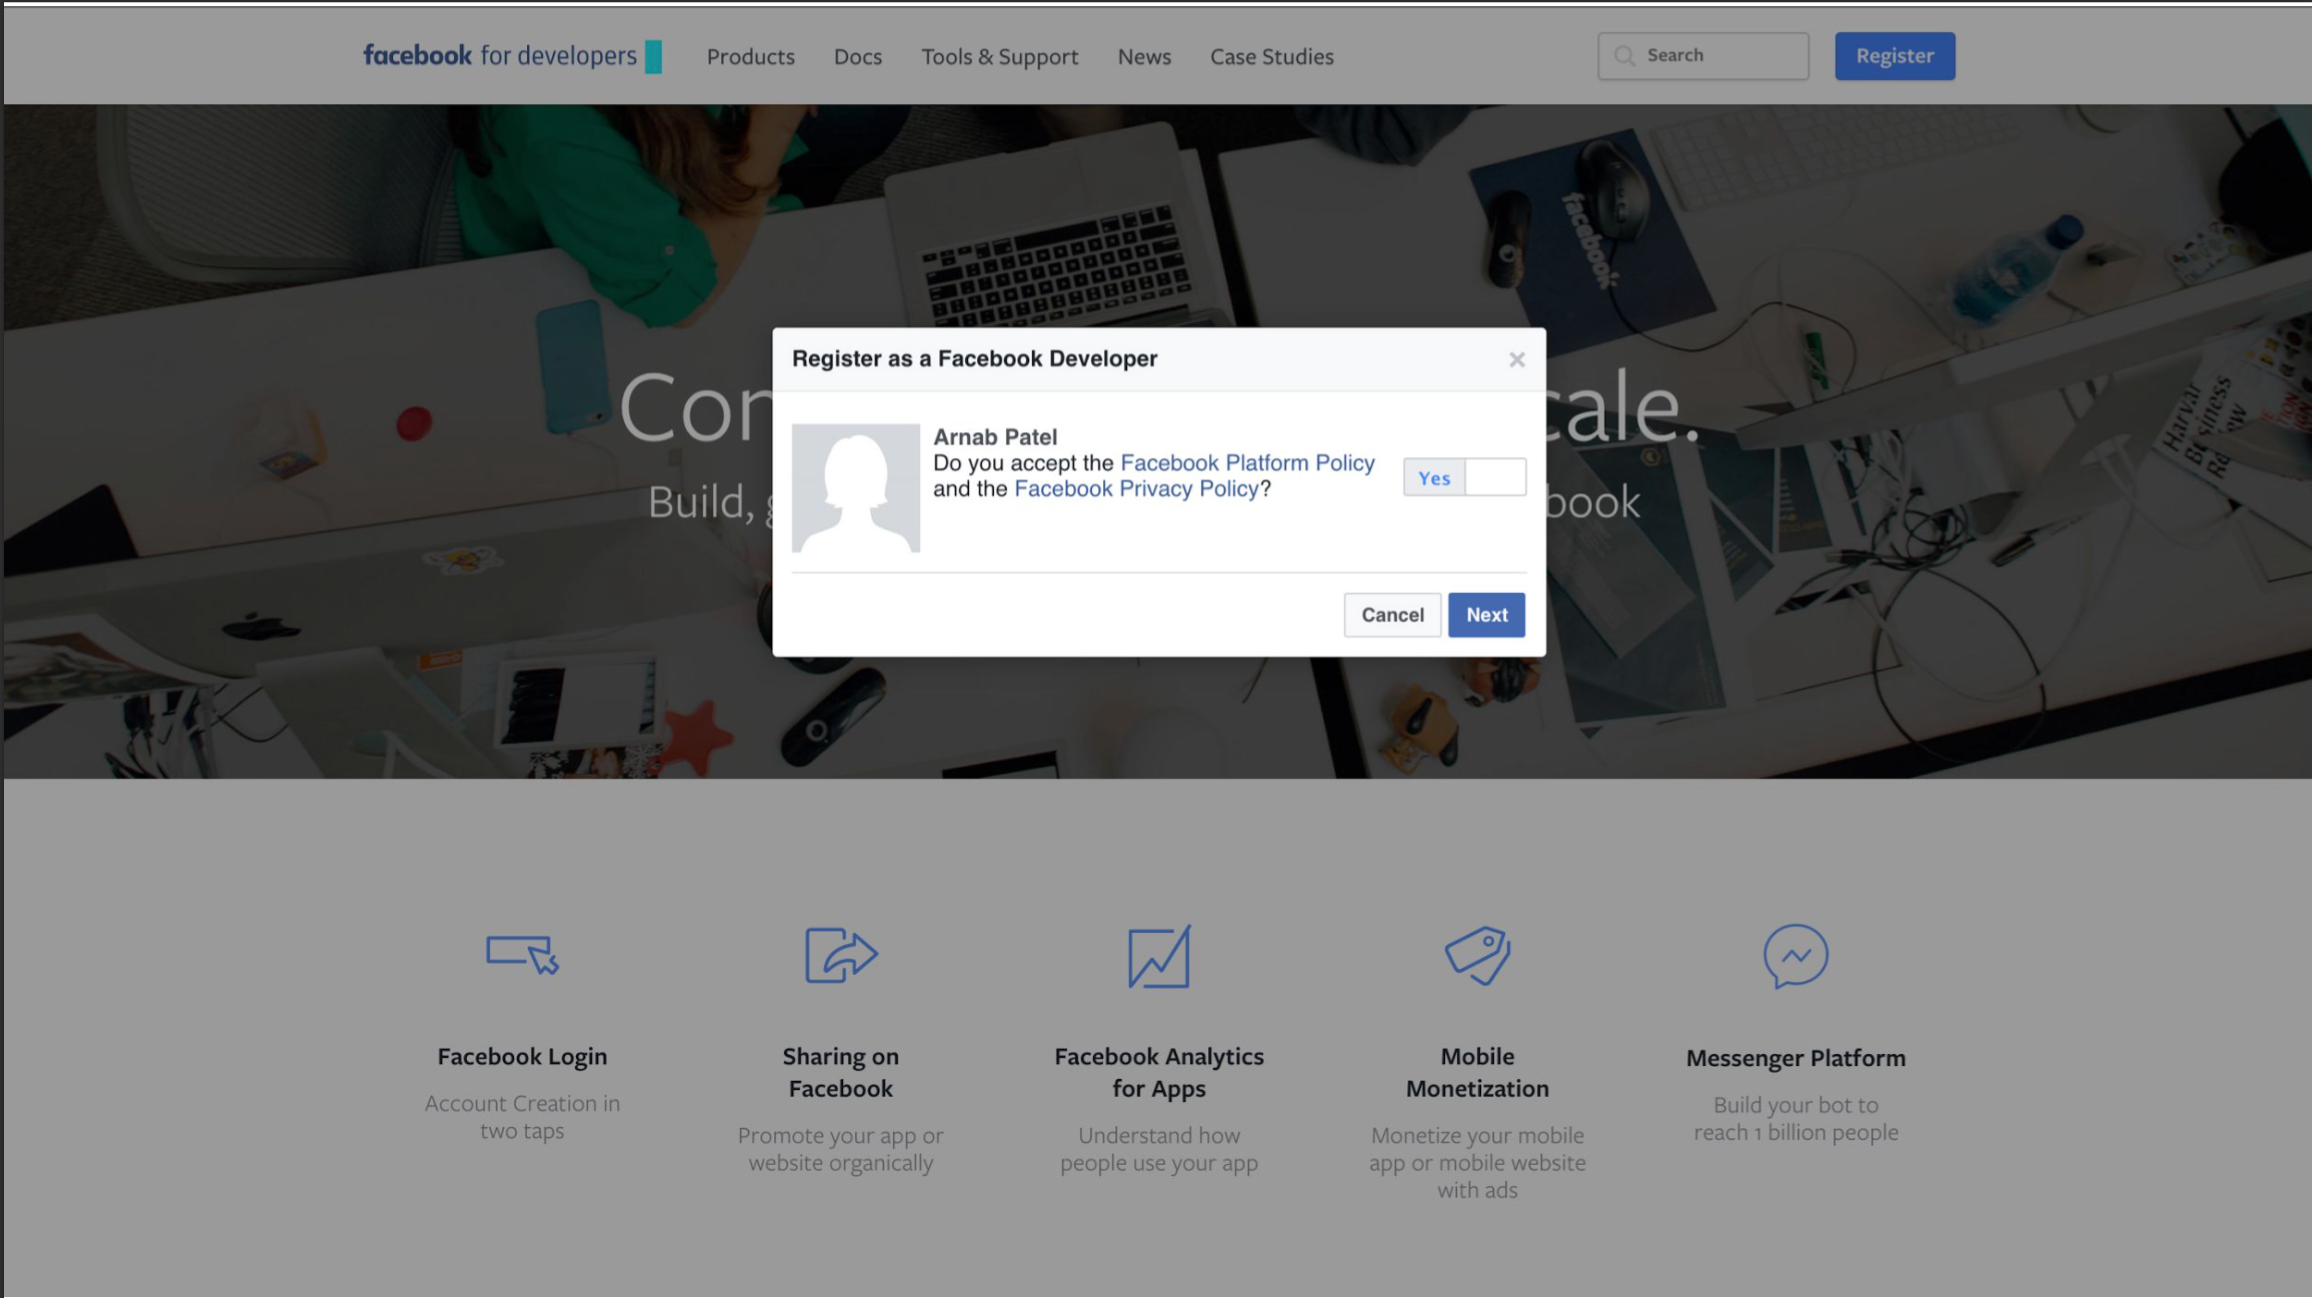 facebook for developers
Products
Docs
Tools & Support
News
Case Studies
Search
Register
facebook
Con
cale.
Build,
book
Harvar
Business
Register as a Facebook Developer
Arnab Patel
Do you accept the Facebook Platform Policy
and the Facebook Privacy Policy?
Yes
Cancel
Next
Facebook Login
Account Creation in
two taps
Sharing on
Facebook
Promote your app or
website organically
Facebook Analytics
for Apps
Understand how
people use your app
Mobile
Monetization
Monetize your mobile
app or mobile website
with ads
Messenger Platform
Build your bot to
reach 1 billion people